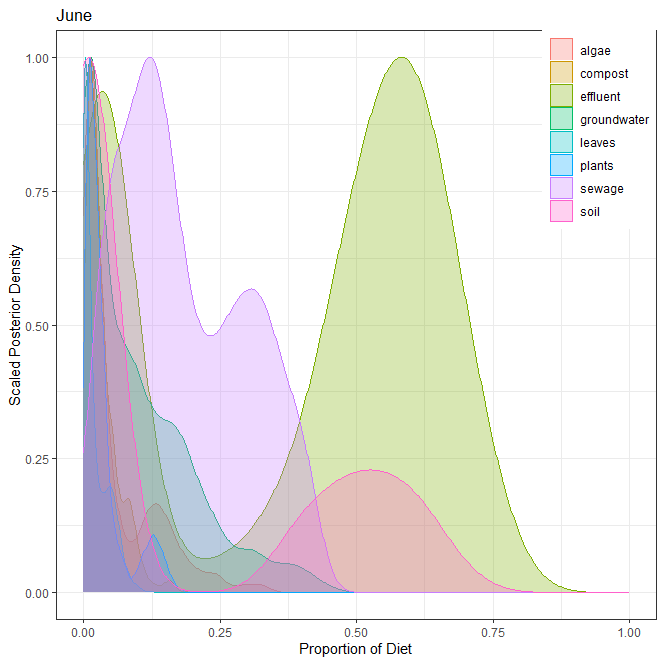 June
1.00
0.75
0.50
0.25
0.00
Scaled Posterior Density
0.00 0.25 0.50 0.75 1.00
Proportion of Diet
algae
compost
effluent
groundwater
leaves
plants
sewage
soil